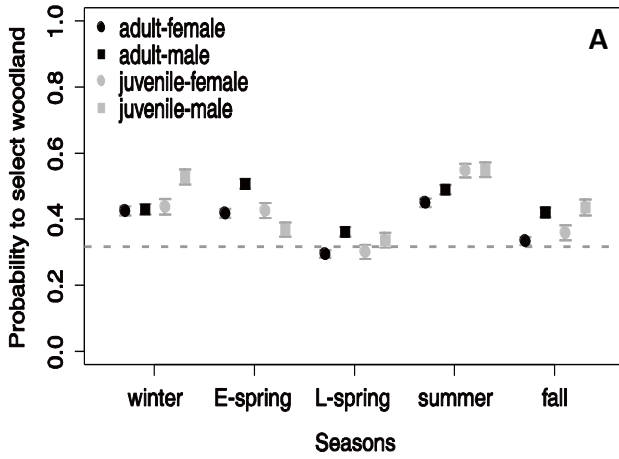 A
adult-female
adult-male
juvenile-female
juvenile-male
Probability to select woodland
1.0
0.8
0.6
0.4
0.2
0.0
winter E-spring L-spring summer fall
Seasons